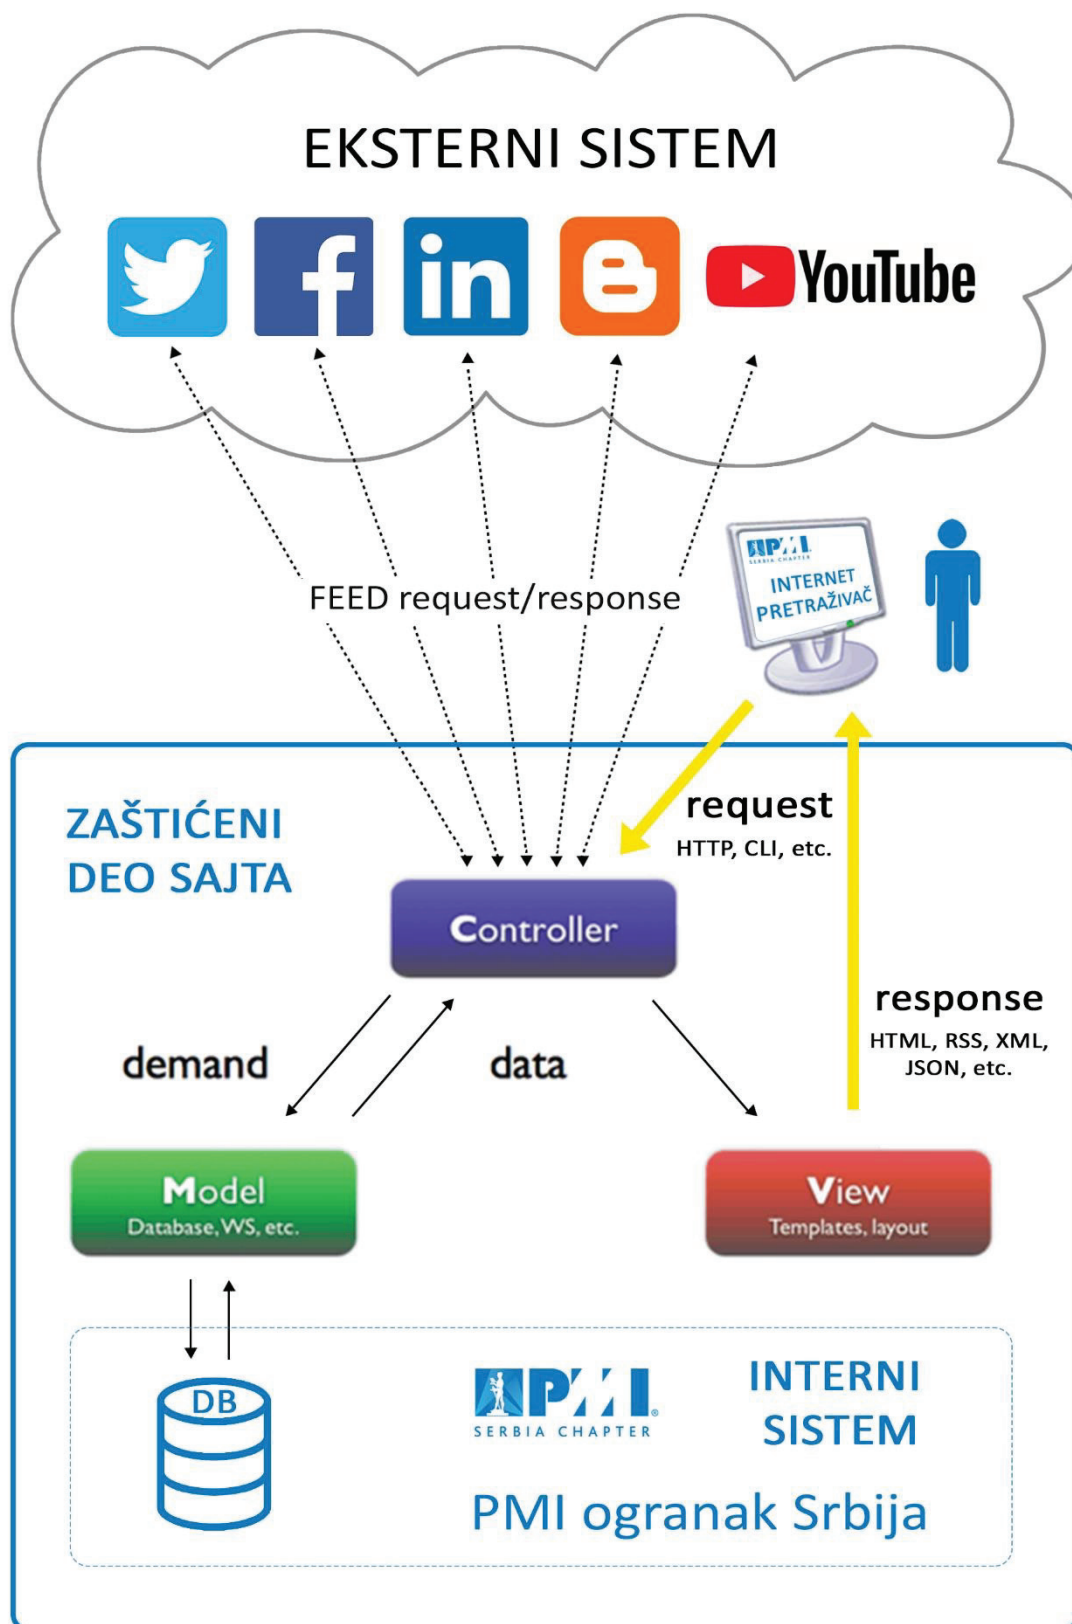 EKSTERNI SISTEM
YouTube
FEED request/response
PMI
SERBIA CHAPTER
INTERNET
PRETRAŽIVAČ
ZAŠTIĆENI
DEO SAJTA
request
HTTP, CLI, etc.
Controller
response
HTML, RSS, XML,
JSON, etc.
demand
data
Model
Database, WS, etc.
View
Templates, layout
DB
PMI®
SERBIA CHAPTER
INTERNI
SISTEM
PMI ogranak Srbija